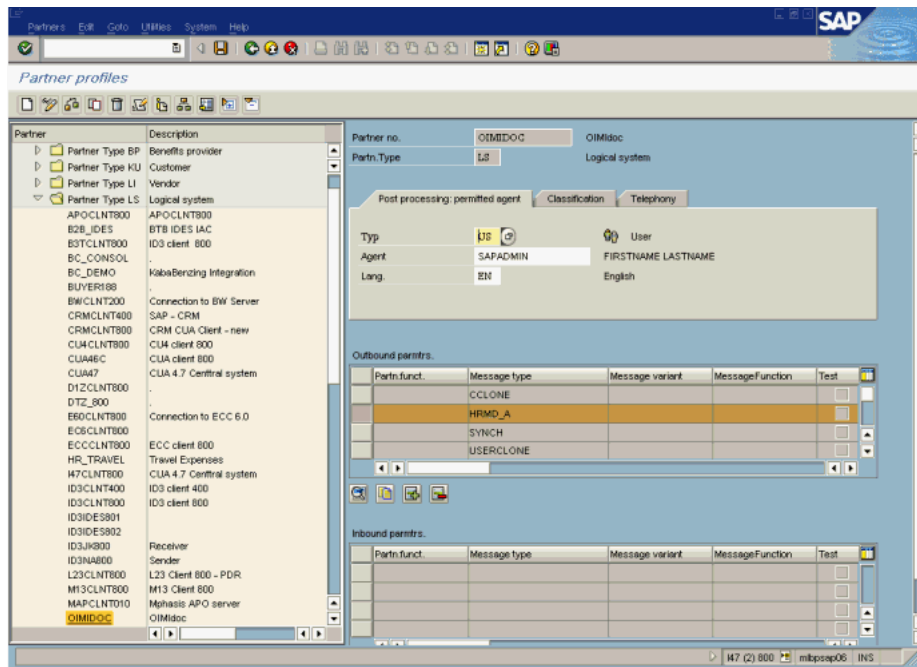 Partners Edit Goto Utilities System Help
SAP
Partner profiles
Partner Description
Partner Type BP Benefits provider
Partner Type KU Customer
Partner Type LI Vendor
Partner Type LS Logical system
APOCLNT800 APOCLNT800
B2B_IDES BTB IDES IAC
B3TCLNT800 ID3 client 800
BC_CONSOL .
BC_DEMO KabaBenzing Integration
BUYER188 .
BWCLNT200 Connection to BW Server
CRMCLNT400 SAP - CRM
CRMCLNT800 CRM CUA Client - new
CU4CLNT800 CU4 client 800
CUA46C CUA client 800
CUA47 CUA 4.7 Centtral system
D1ZCLNT800 .
DTZ_800 .
E60CLNT800 Connection to ECC 6.0
EC6CLNT800
ECCCLNT800 ECC client 800
HR_TRAVEL Travel Expenses
I47CLNT800 CUA 4.7 Centtral system
ID3CLNT400 ID3 client 400
ID3CLNT800 ID3 client 800
ID3IDES801
ID3IDES802
ID3JK800 Receiver
ID3NA800 Sender
L23CLNT800 L23 Client 800 - PDR
M13CLNT800 M13 Client 800
MAPCLNT010 Mphasis APO server
OIMIDOC OIMIdoc
Partner no. OIMIDOC OIMIdoc
Partn.Type LS Logical system
Post processing: permitted agent Classification Telephony
Typ US User
Agent SAPADMIN FIRSTNAME LASTNAME
Lang. EN English
Outbound parmtrs.
Partn.funct. Message type Message variant MessageFunction Test
CCLONE
HRMD_A
SYNCH
USERCLONE
Inbound parmtrs.
Partn.funct. Message type Message variant MessageFunction Test
I47 (2) 800 mlbpsap06 INS